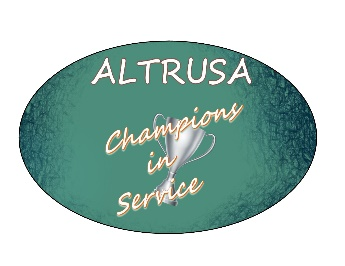 ALTRUSA
Champions
in
Service